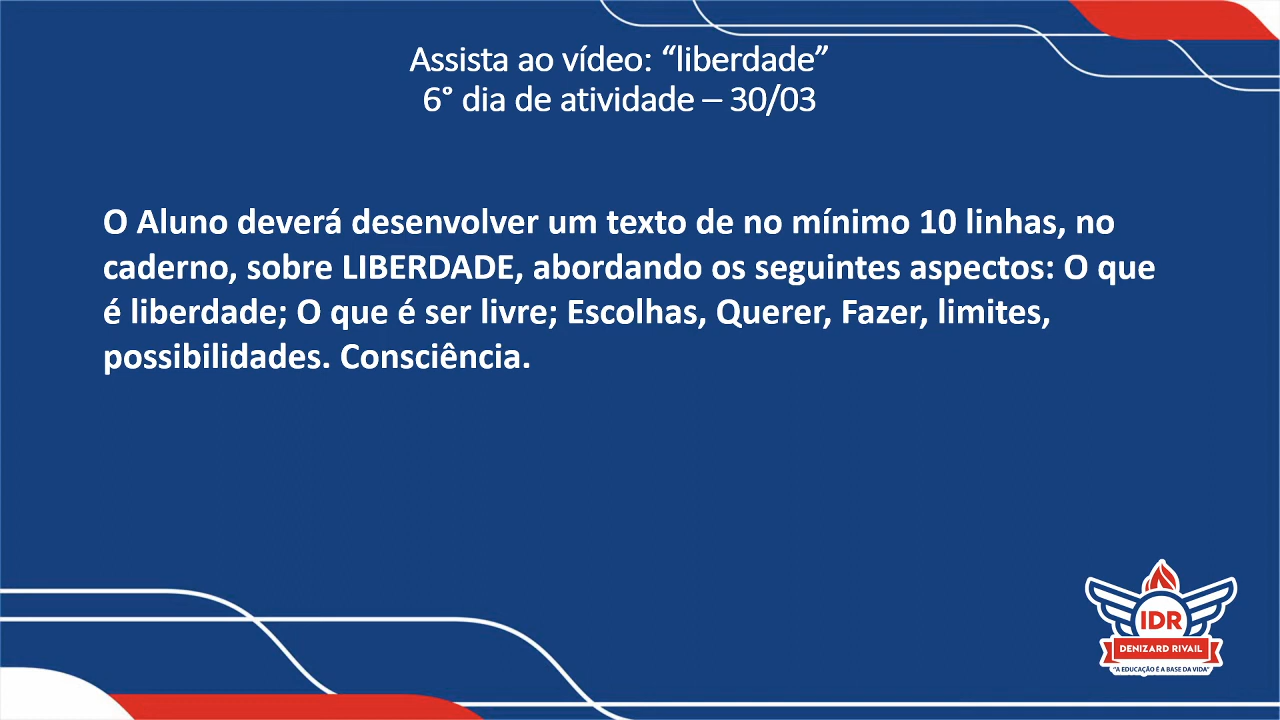 Assista ao vídeo: “liberdade”
6° dia de atividade – 30/03
O Aluno deverá desenvolver um texto de no mínimo 10 linhas, no
caderno, sobre LIBERDADE, abordando os seguintes aspectos: O que
é liberdade; O que é ser livre; Escolhas, Querer, Fazer, limites,
possibilidades. Consciência.
IDR
DENIZARD RIVAIL
“A EDUCAÇÃO É A BASE DA VIDA”